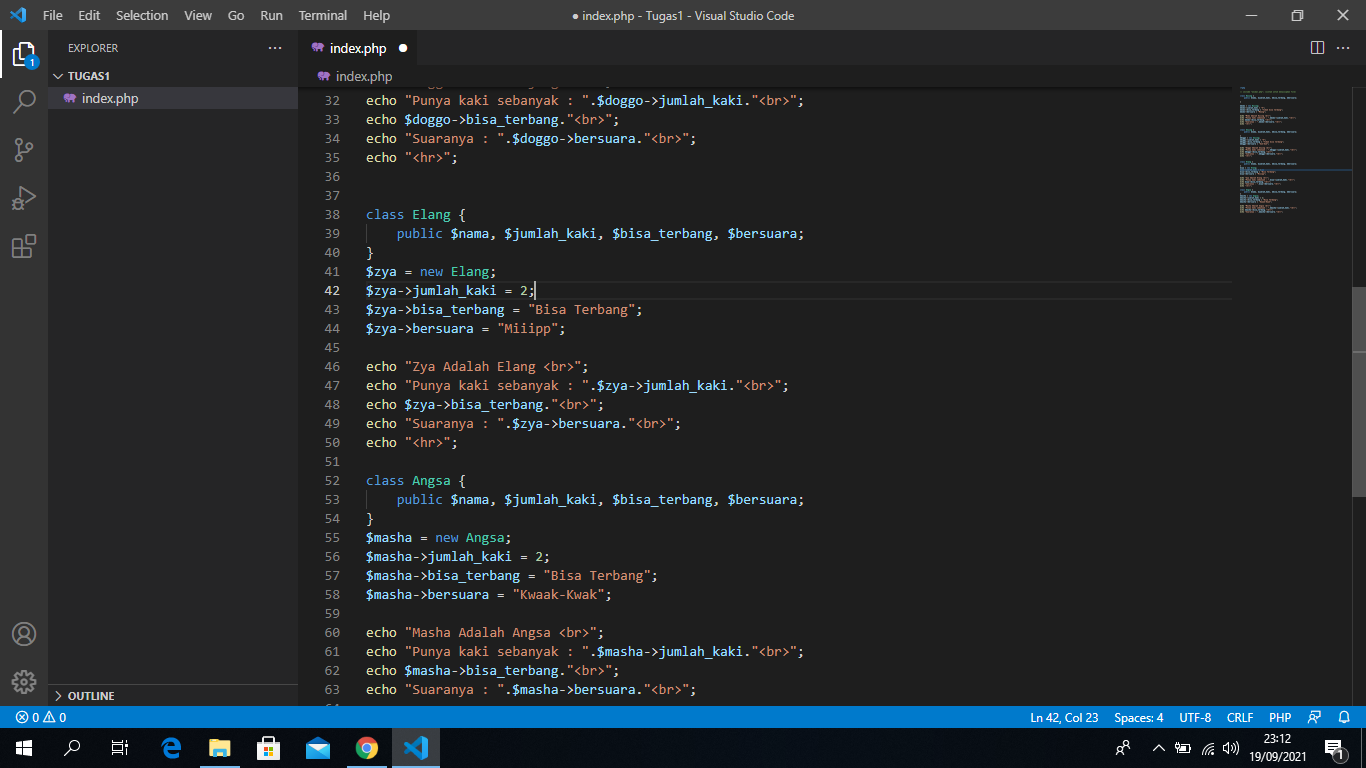 File Edit Selection View Go Run Terminal Help ● index.php - Tugas1 - Visual Studio Code
EXPLORER
1
TUGAS1
index.php
index.php
index.php
32 echo "Punya kaki sebanyak : ".$doggo->jumlah_kaki."<br>";
33 echo $doggo->bisa_terbang."<br>";
34 echo "Suaranya : ".$doggo->bersuara."<br>";
35 echo "<hr>";
36
37
38 class Elang {
39     public $nama, $jumlah_kaki, $bisa_terbang, $bersuara;
40 }
41 $zya = new Elang;
42 $zya->jumlah_kaki = 2;
43 $zya->bisa_terbang = "Bisa Terbang";
44 $zya->bersuara = "Miiipp";
45
46 echo "Zya Adalah Elang <br>";
47 echo "Punya kaki sebanyak : ".$zya->jumlah_kaki."<br>";
48 echo $zya->bisa_terbang."<br>";
49 echo "Suaranya : ".$zya->bersuara."<br>";
50 echo "<hr>";
51
52 class Angsa {
53     public $nama, $jumlah_kaki, $bisa_terbang, $bersuara;
54 }
55 $masha = new Angsa;
56 $masha->jumlah_kaki = 2;
57 $masha->bisa_terbang = "Bisa Terbang";
58 $masha->bersuara = "Kwaak-Kwak";
59
60 echo "Masha Adalah Angsa <br>";
61 echo "Punya kaki sebanyak : ".$masha->jumlah_kaki."<br>";
62 echo $masha->bisa_terbang."<br>";
63 echo "Suaranya : ".$masha->bersuara."<br>";
OUTLINE
0 0 Ln 42, Col 23 Spaces: 4 UTF-8 CRLF PHP
23:12
19/09/2021
1